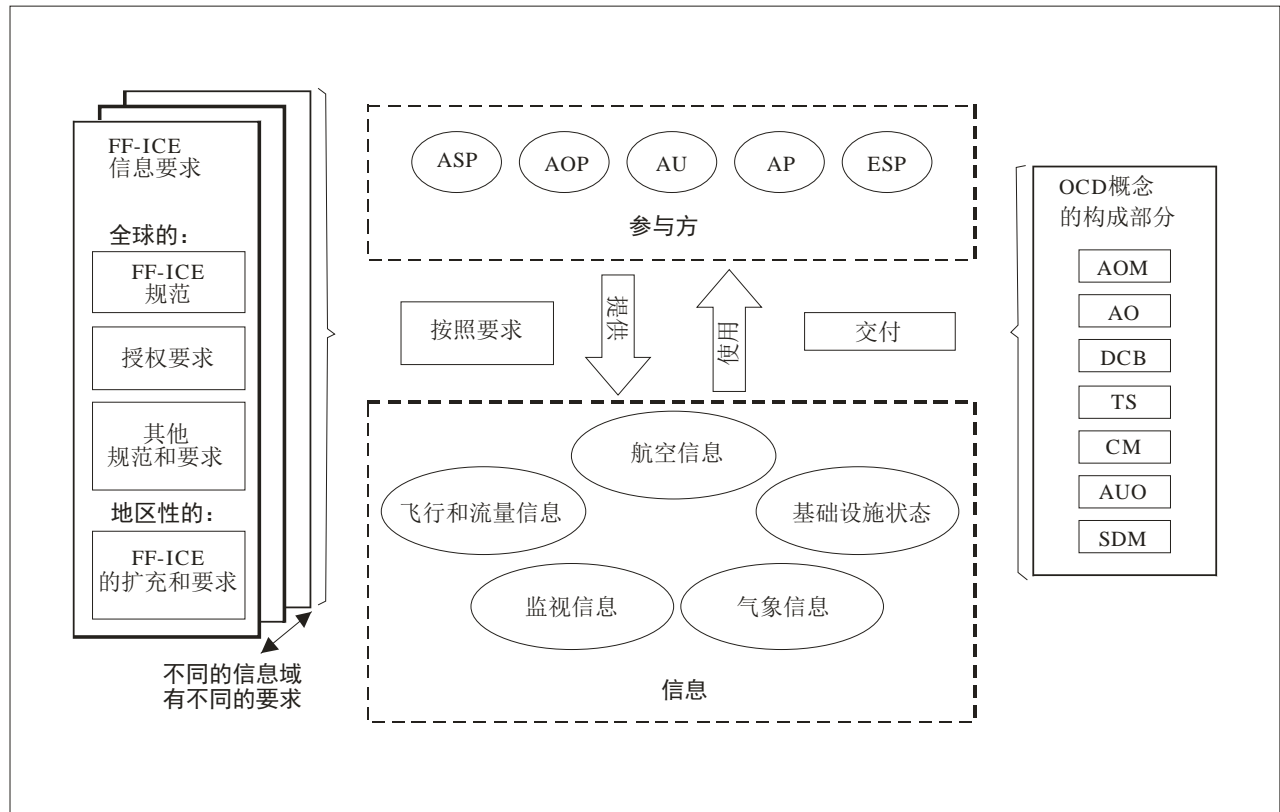 FF-ICE
信息要求
全球的：
FF-ICE
规范
授权要求
其他
规范和要求
地区性的：
FF-ICE
的扩充和要求
不同的信息域
有不同的要求
ASP
AOP
AU
AP
ESP
参与方
按照要求
提供
使用
交付
航空信息
飞行和流量信息
基础设施状态
监视信息
气象信息
信息
OCD概念
的构成部分
AOM
AO
DCB
TS
CM
AUO
SDM